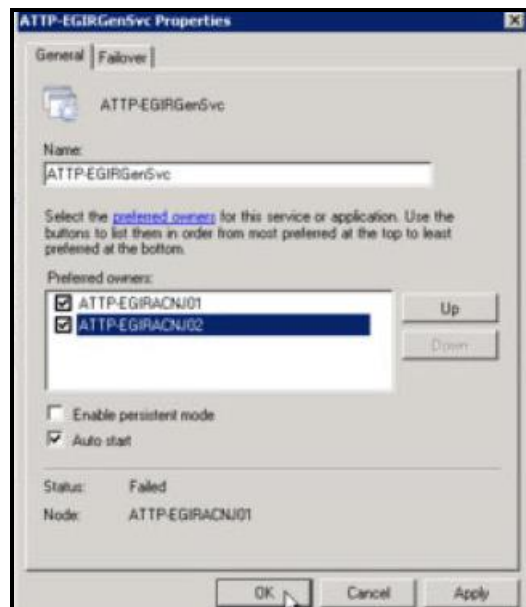 ATTP-EGIRGenSvc Properties
General
Failover
ATTP-EGIRGenSvc
Name:
ATTP-EGIRGenSvc
Select the preferred owners for this service or application. Use the
buttons to list them in order from most preferred at the top to least
preferred at the bottom.
Preferred owners:
ATTP-EGIRACNJ01
Up
ATTP-EGIRACNJ02
Down
Enable persistent mode
Auto start
Status: Failed
Node: ATTP-EGIRACNJ01
OK
Cancel
Apply